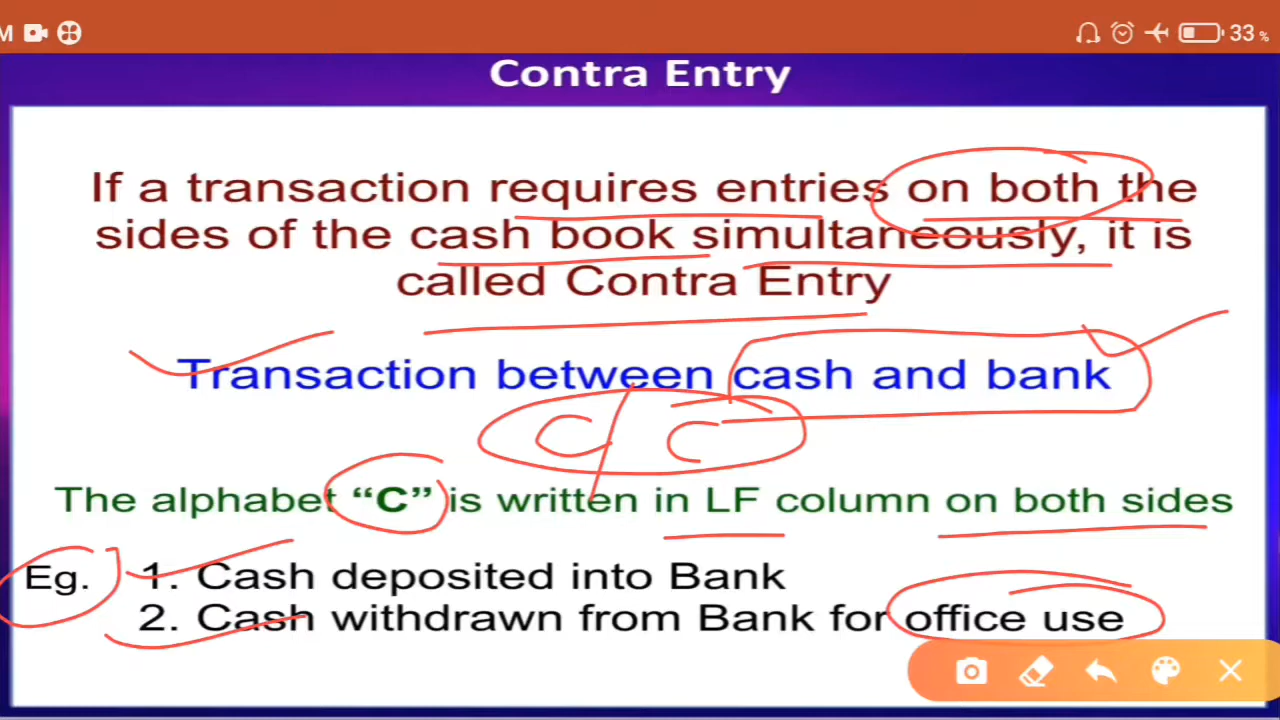 M 33 %
Contra Entry
If a transaction requires entries on both the
sides of the cash book simultaneously, it is
called Contra Entry
Transaction between cash and bank
C C
The alphabet “C” is written in LF column on both sides
Eg. 1. Cash deposited into Bank
2. Cash withdrawn from Bank for office use